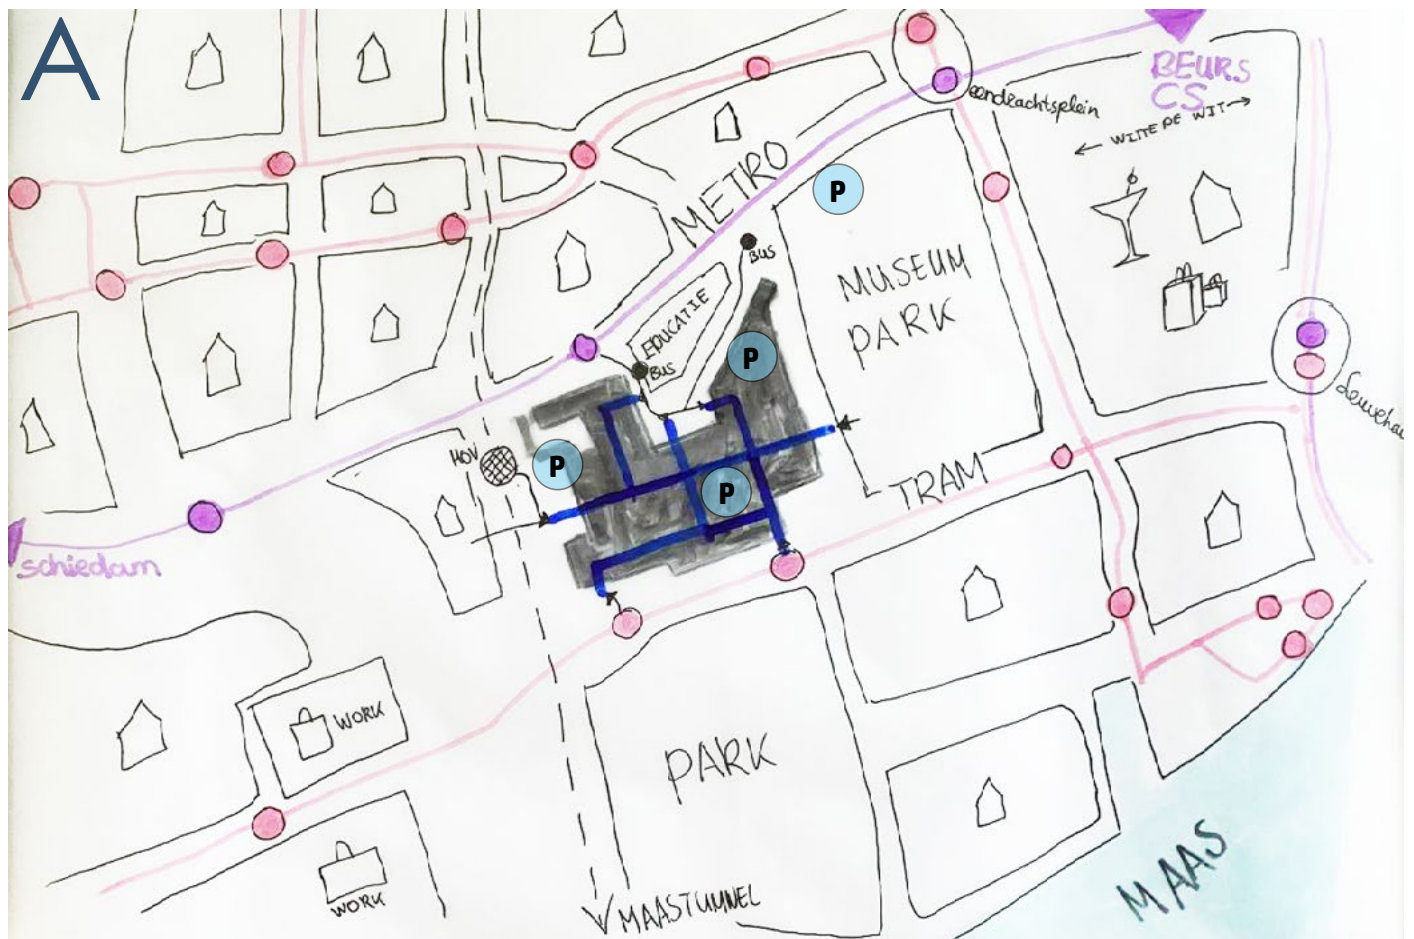 A
BEURS
CS
eendrachtsplein
WITTE DE WIT
METRO
P
BUS
MUSEUM
PARK
EDUCATIE
P
BUS
HOV
P
P
TRAM
schiedam
WORK
PARK
WORK
MAASTUNNEL
MAAS